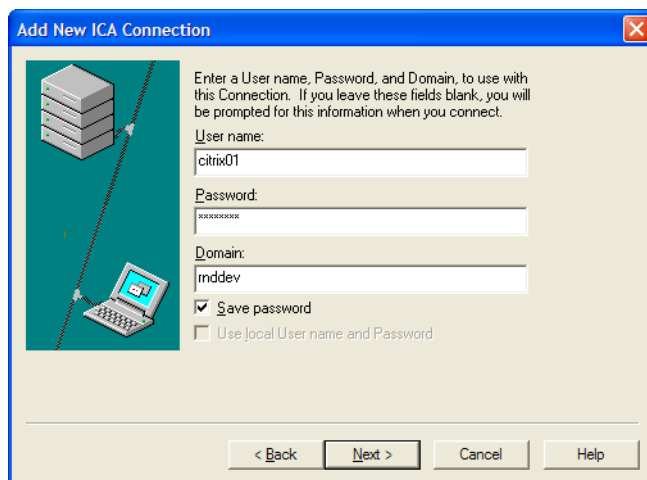 Add New ICA Connection
Enter a User name, Password, and Domain, to use with
this Connection. If you leave these fields blank, you will
be prompted for this information when you connect.
User name:
citrix01
Password:
********
Domain:
rnddev
Save password
Use local User name and Password
< Back Next > Cancel Help